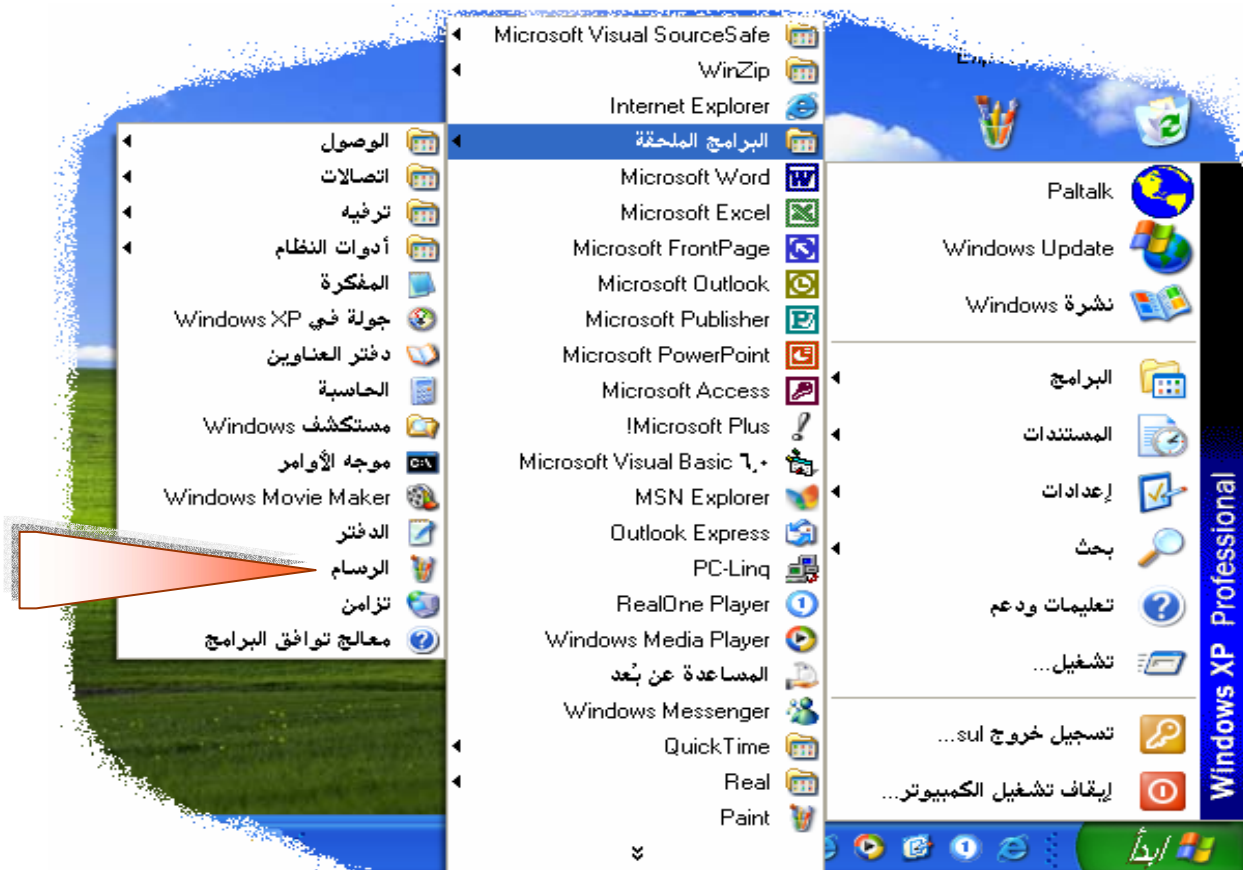 Paltalk
Windows Update
نشرة Windows
البرامج
المستندات
إعدادات
بحث
تعليمات ودعم
تشغيل...
تسجيل خروج sul...
إيقاف تشغيل الكمبيوتر...
Windows XP Professional
ابدأ
Microsoft Visual SourceSafe
WinZip
Internet Explorer
البرامج الملحقة
Microsoft Word
Microsoft Excel
Microsoft FrontPage
Microsoft Outlook
Microsoft Publisher
Microsoft PowerPoint
Microsoft Access
!Microsoft Plus
Microsoft Visual Basic ٦,٠
MSN Explorer
Outlook Express
PC-Linq
RealOne Player
Windows Media Player
المساعدة عن بُعد
Windows Messenger
QuickTime
Real
Paint
الوصول
اتصالات
ترفيه
أدوات النظام
المفكرة
جولة في Windows XP
دفتر العناوين
الحاسبة
مستكشف Windows
موجه الأوامر
Windows Movie Maker
الدفتر
الرسام
تزامن
معالج توافق البرامج